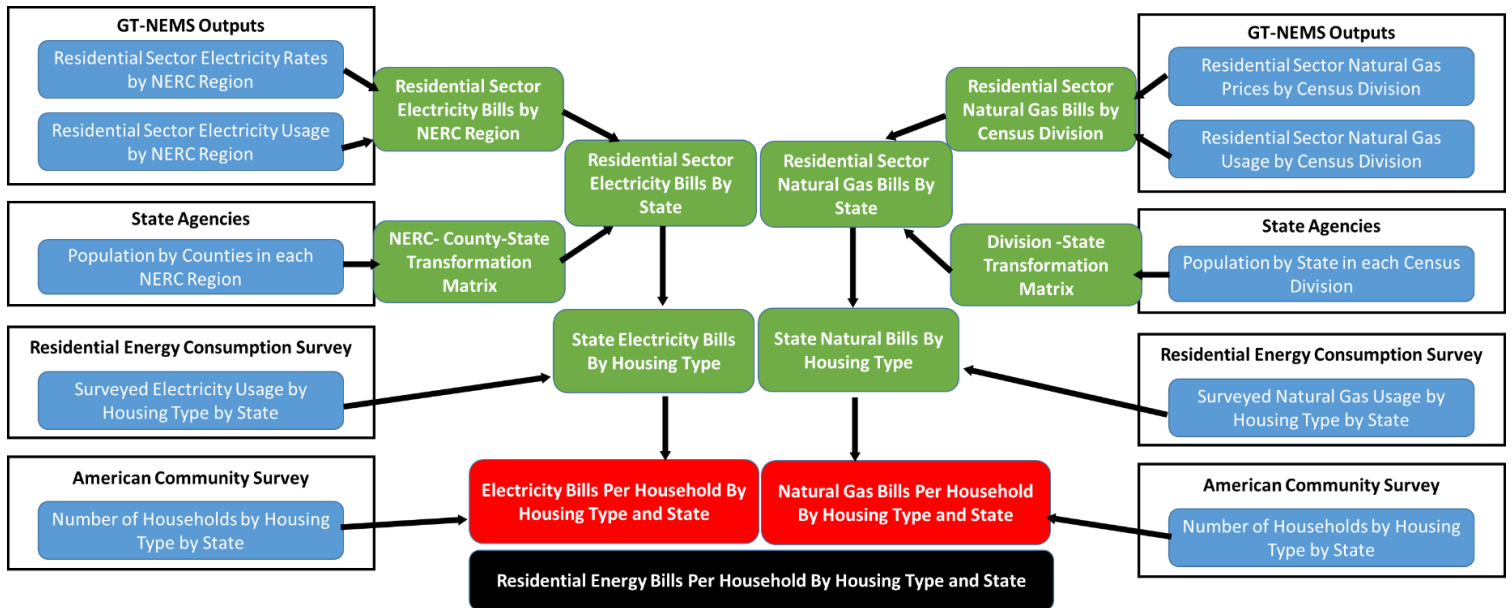 GT-NEMS Outputs
Residential Sector Electricity Rates
by NERC Region
Residential Sector Electricity Usage
by NERC Region
Residential Sector
Electricity Bills by
NERC Region
Residential Sector
Electricity Bills By
State
State Agencies
Population by Counties in each
NERC Region
NERC- County-State
Transformation
Matrix
Residential Energy Consumption Survey
Surveyed Electricity Usage by
Housing Type by State
State Electricity Bills
By Housing Type
American Community Survey
Number of Households by Housing
Type by State
Electricity Bills Per Household By
Housing Type and State
GT-NEMS Outputs
Residential Sector Natural Gas
Prices by Census Division
Residential Sector Natural Gas
Usage by Census Division
Residential Sector
Natural Gas Bills by
Census Division
Residential Sector
Natural Gas Bills By
State
State Agencies
Population by State in each Census
Division
Division -State
Transformation
Matrix
Residential Energy Consumption Survey
Surveyed Natural Gas Usage by
Housing Type by State
State Natural Bills By
Housing Type
American Community Survey
Number of Households by Housing
Type by State
Natural Gas Bills Per Household
By Housing Type and State
Residential Energy Bills Per Household By Housing Type and State